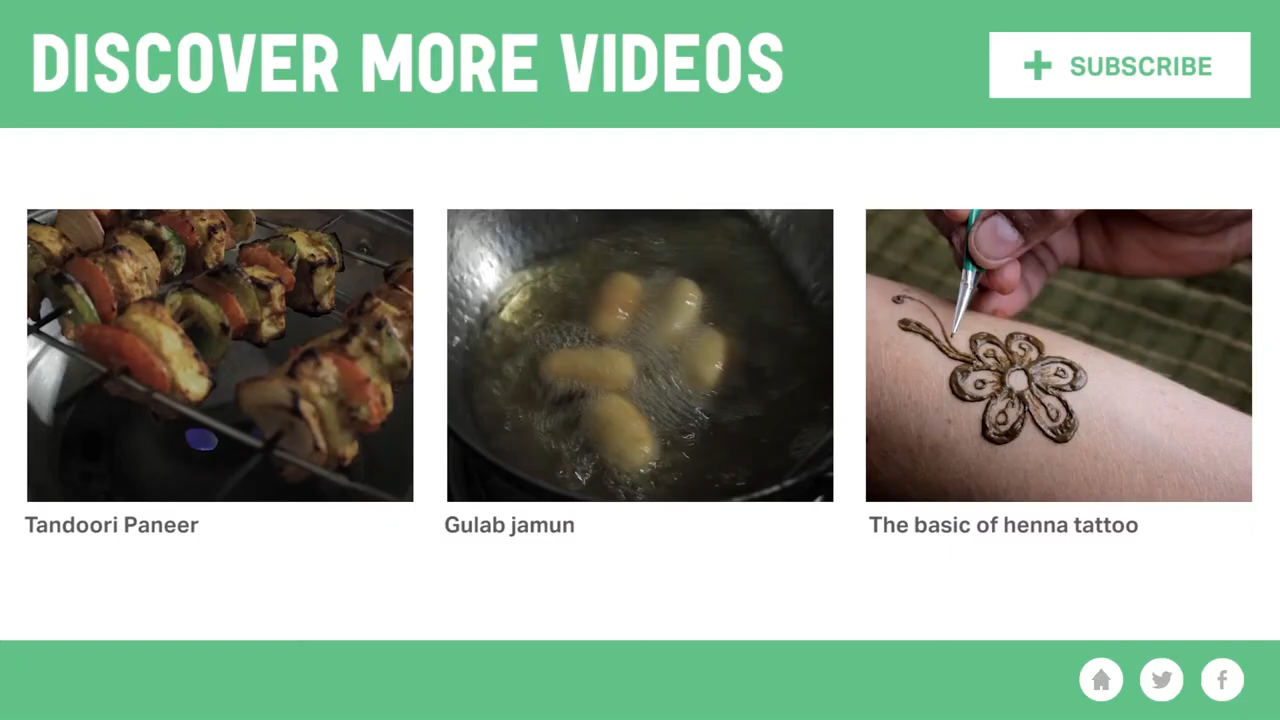 DISCOVER MORE VIDEOS
+ SUBSCRIBE
Tandoori Paneer
Gulab jamun
The basic of henna tattoo